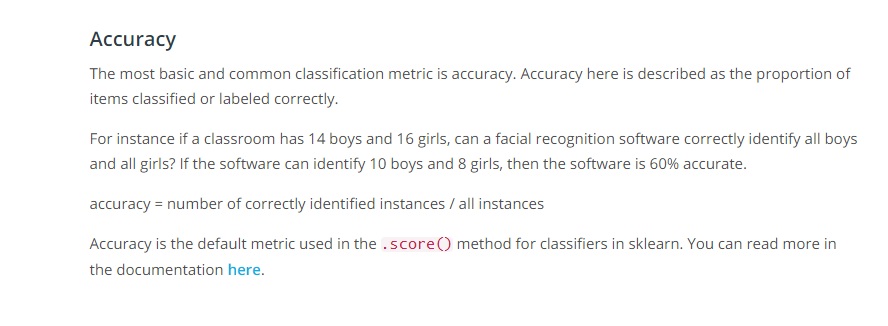 Accuracy
The most basic and common classification metric is accuracy. Accuracy here is described as the proportion of
items classified or labeled correctly.
For instance if a classroom has 14 boys and 16 girls, can a facial recognition software correctly identify all boys
and all girls? If the software can identify 10 boys and 8 girls, then the software is 60% accurate.
accuracy = number of correctly identified instances / all instances
Accuracy is the default metric used in the .score() method for classifiers in sklearn. You can read more in
the documentation here.